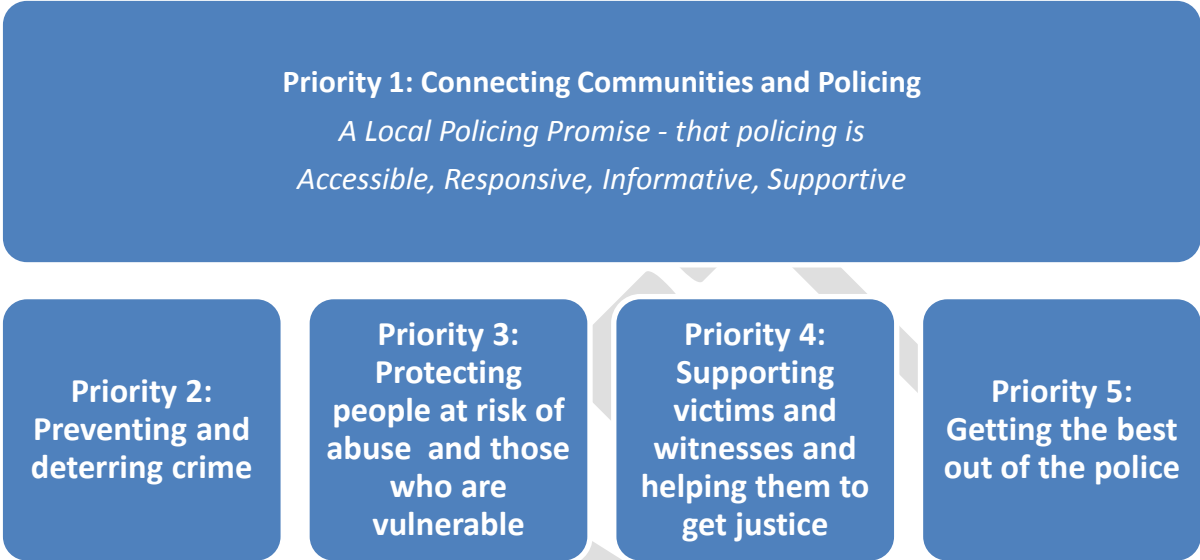 Priority 1: Connecting Communities and Policing
A Local Policing Promise - that policing is
Accessible, Responsive, Informative, Supportive
Priority 2:
Preventing and
deterring crime
Priority 3:
Protecting
people at risk of
abuse  and those
who are
vulnerable
Priority 4:
Supporting
victims and
witnesses and
helping them to
get justice
Priority 5:
Getting the best
out of the police